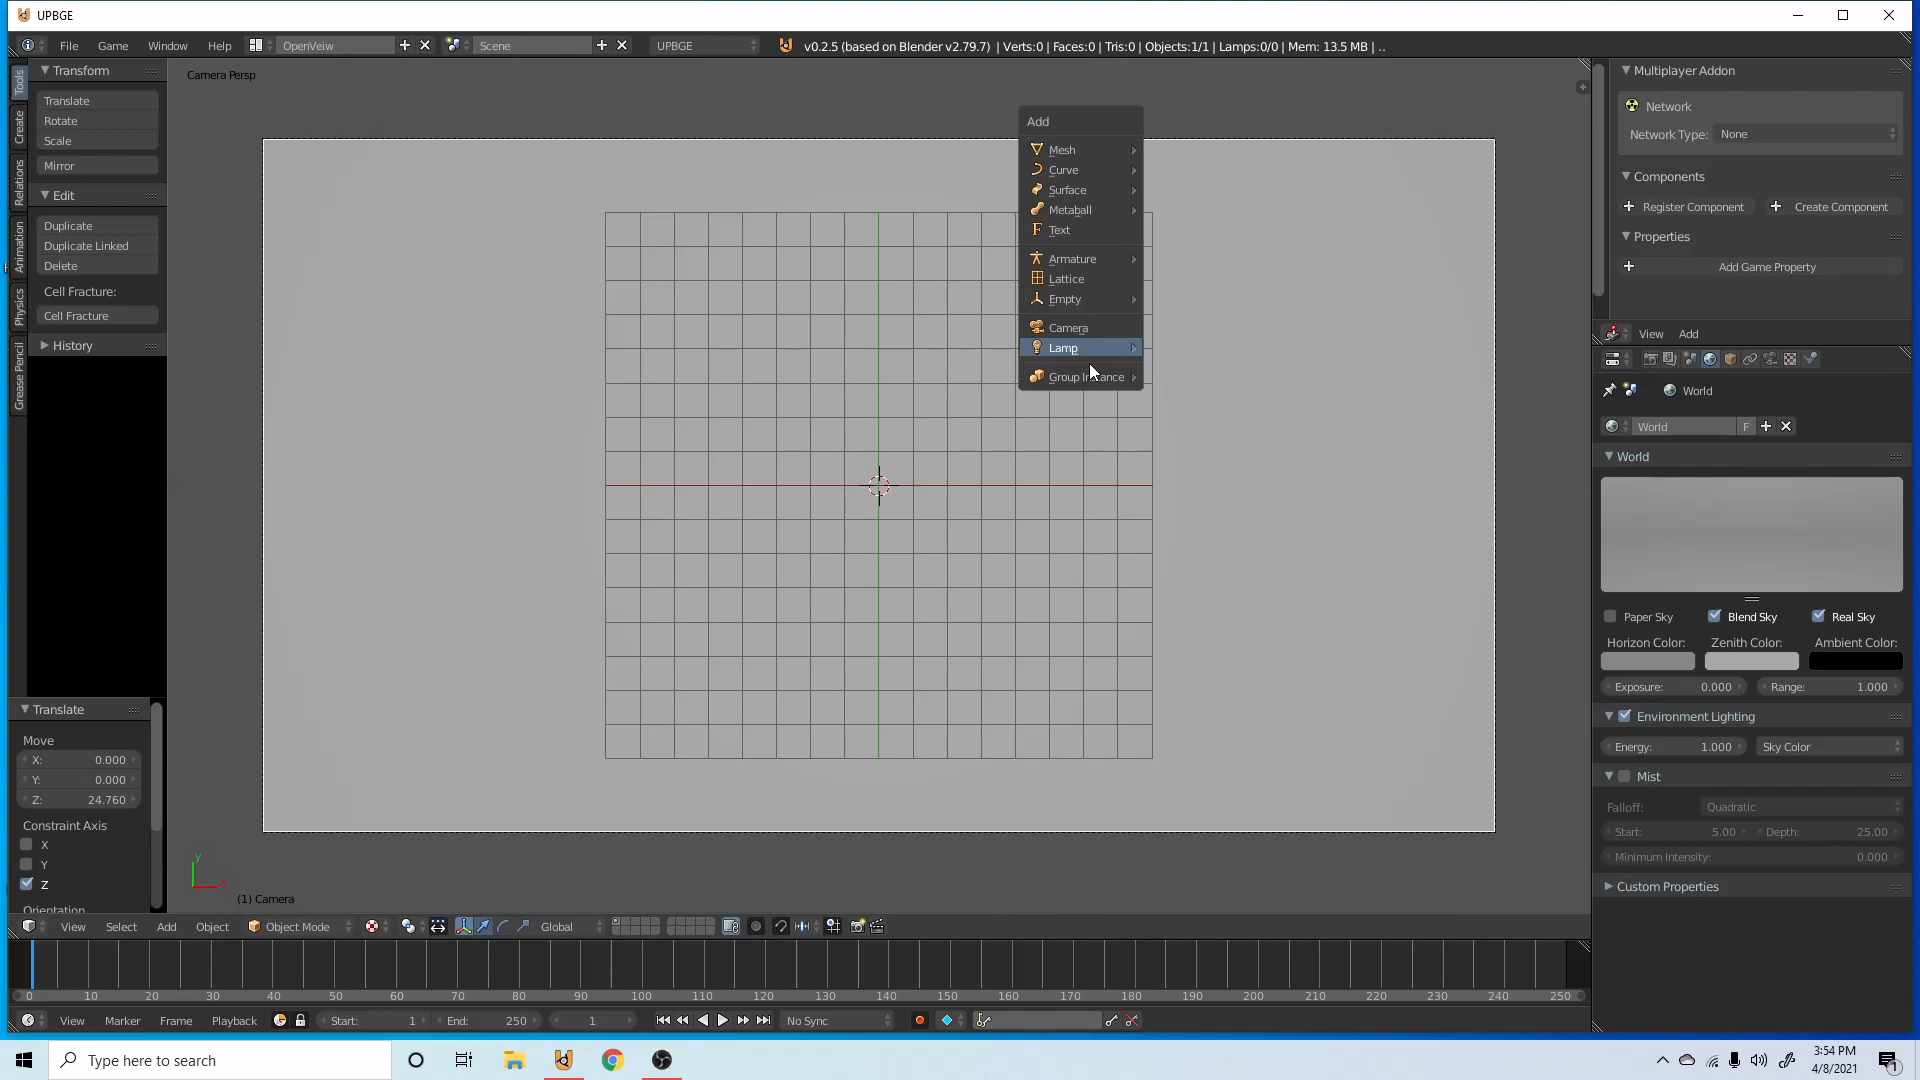 UPBGE
File Game Window Help OpenVeiw Scene UPBGE v0.2.5 (based on Blender v2.79.7) | Verts:0 | Faces:0 | Tris:0 | Objects:1/1 | Lamps:0/0 | Mem: 13.5 MB | ..
Tools
Create
Relations
Animation
Physics
Grease Pencil
Transform
Translate
Rotate
Scale
Mirror
Edit
Duplicate
Duplicate Linked
Delete
Cell Fracture:
Cell Fracture
History
Translate
Move
X: 0.000
Y: 0.000
Z: 24.760
Constraint Axis
X
Y
Z
Orientation
Camera Persp
Add
Mesh
Curve
Surface
Metaball
F Text
Armature
Lattice
Empty
Camera
Lamp
Group Instance
y
x
(1) Camera
View Select Add Object Object Mode Global
0 10 20 30 40 50 60 70 80 90 100 110 120 130 140 150 160 170 180 190 200 210 220 230 240 250
View Marker Frame Playback Start: 1 End: 250 1 No Sync
Multiplayer Addon
Network
Network Type: None
Components
Register Component Create Component
Properties
Add Game Property
View Add
World
World F
World
Paper Sky Blend Sky Real Sky
Horizon Color: Zenith Color: Ambient Color:
Exposure: 0.000 Range: 1.000
Environment Lighting
Energy: 1.000 Sky Color
Mist
Falloff: Quadratic
Start: 5.00 Depth: 25.00
Minimum Intensity: 0.000
Custom Properties
Type here to search
3:54 PM
4/8/2021
1